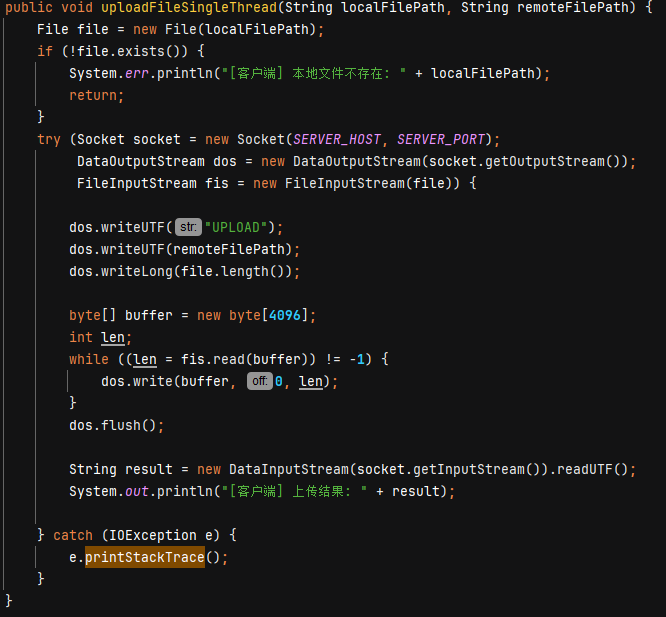 public void uploadFileSingleThread(String localFilePath, String remoteFilePath) {
File file = new File(localFilePath);
if (!file.exists()) {
System.err.println("[客户端] 本地文件不存在: " + localFilePath);
return;
}
try (Socket socket = new Socket(SERVER_HOST, SERVER_PORT);
DataOutputStream dos = new DataOutputStream(socket.getOutputStream());
FileInputStream fis = new FileInputStream(file)) {
dos.writeUTF( str: "UPLOAD");
dos.writeUTF(remoteFilePath);
dos.writeLong(file.length());
byte[] buffer = new byte[4096];
int len;
while ((len = fis.read(buffer)) != -1) {
dos.write(buffer, off: 0, len);
}
dos.flush();
String result = new DataInputStream(socket.getInputStream()).readUTF();
System.out.println("[客户端] 上传结果: " + result);
} catch (IOException e) {
e.printStackTrace();
}
}